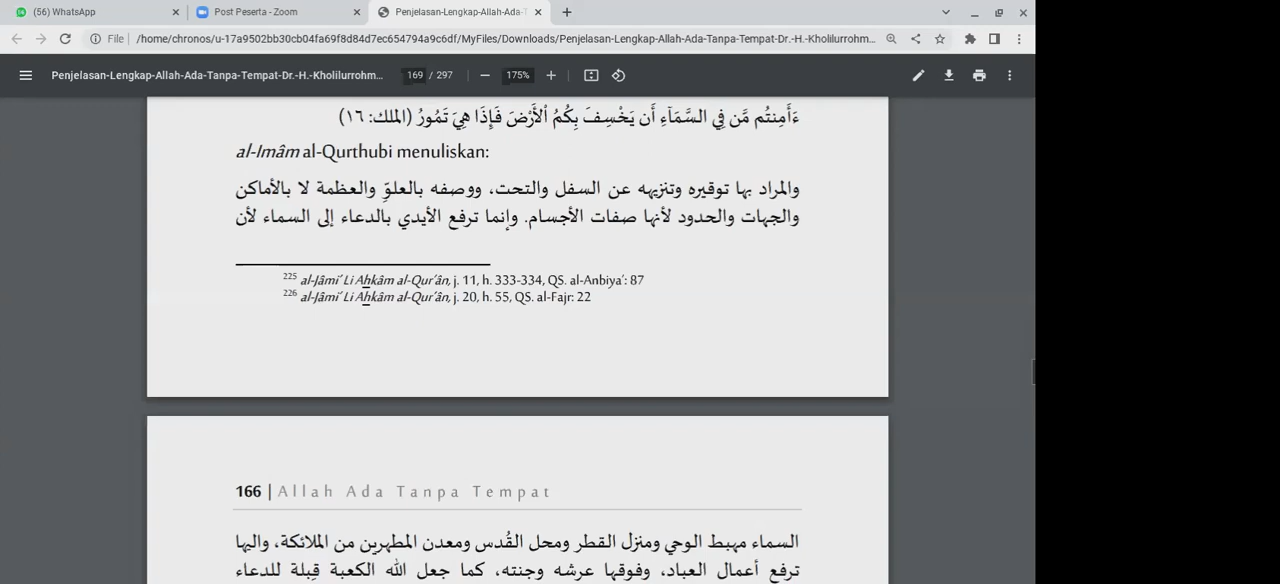 (56) WhatsApp
Post Peserta - Zoom
Penjelasan-Lengkap-Allah-Ada-T
File
/home/chronos/u-17a9502bb30cb04fa69f8d84d7ec654794a9c6df/MyFiles/Downloads/Penjelasan-Lengkap-Allah-Ada-Tanpa-Tempat-Dr.-H.-Kholilurrohm...
Penjelasan-Lengkap-Allah-Ada-Tanpa-Tempat-Dr.-H.-Kholilurrohm...
169 / 297
175%
ءَأَمِنتُم مَّن فِي السَّمَآءِ أَن يَخْسِفَ بِكُمُ اْلأَرْضَ فَإِذَا هِيَ تَمُورُ (الملك: ١٦)
al-Imâm al-Qurthubi menuliskan:
والمراد بها توقيره وتنزيهه عن السفل والتحت، ووصفه بالعلوِّ والعظمة لا بالأماكن
والجهات والحدود لأنها صفات الأجسام. وإنما ترفع الأيدي بالدعاء إلى السماء لأن
225 al-Jâmi' Li Ahkâm al-Qur'ân, j. 11, h. 333-334, QS. al-Anbiya': 87
226 al-Jâmi' Li Ahkâm al-Qur'ân, j. 20, h. 55, QS. al-Fajr: 22
166 | Allah Ada Tanpa Tempat
السماء مهبط الوحي ومنزل القطر ومحل القُدس ومعدن المطهرين من الملائكة، واليها
ترفع أعمال العباد، وفوقها عرشه وجنته، كما جعل الله الكعبة قِبلة للدعاء